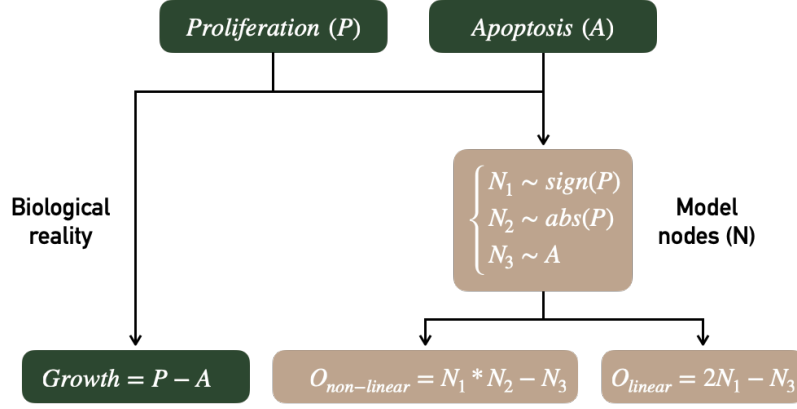 Proliferation (P)
Apoptosis (A)
Biological
reality
N₁ ∼ sign(P)
N₂ ∼ abs(P)
N₃ ∼ A
Model
nodes (N)
Growth = P − A
Oₙₒₙ₋ₗᵢₙₑₐᵣ = N₁ * N₂ − N₃
Oₗᵢₙₑₐᵣ = 2N₁ − N₃